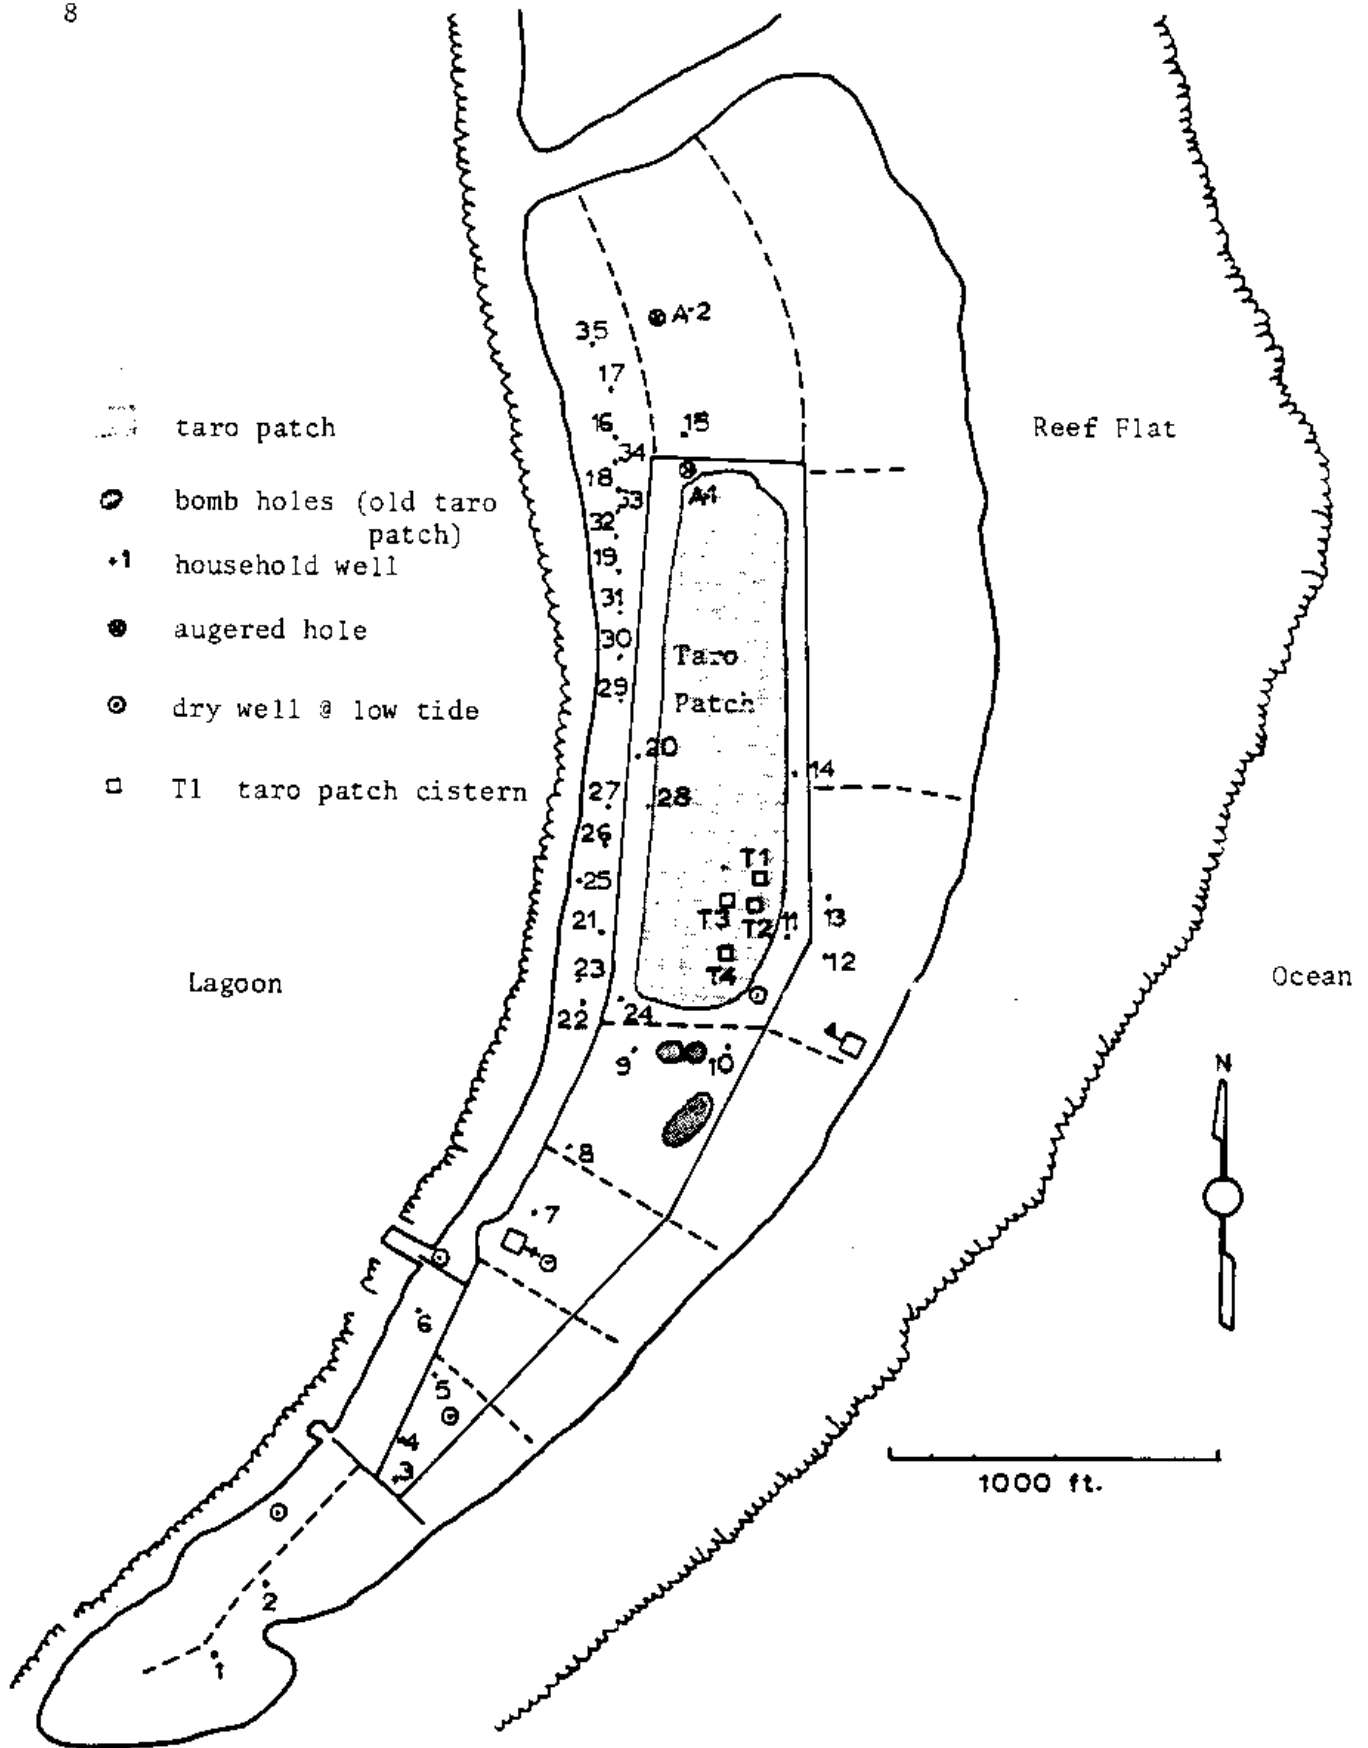 8
A-2
35
17
16
15
34
Reef Flat
taro patch
18
A-1
33
bomb holes (old taro
patch)
32
19
household well
•1
31
augered hole
30
Taro
29
Patch
dry well @ low tide
20
14
T1 taro patch cistern
27
28
26
T1
25
T3
T2
11
13
21
12
23
T4
Lagoon
Ocean
22
24
9
10
N
8
7
6
5
4
3
1000 ft.
2
1